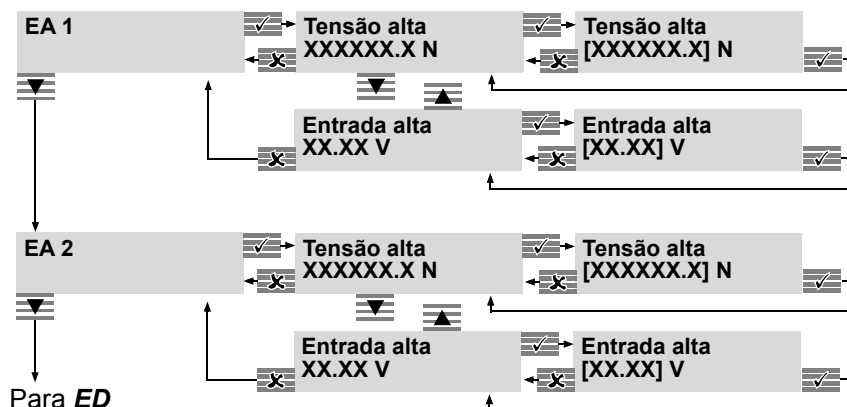 EA 1
Tensão alta
XXXXXX.X N
Tensão alta
[XXXXXX.X] N
Entrada alta
XX.XX V
Entrada alta
[XX.XX] V
EA 2
Tensão alta
XXXXXX.X N
Tensão alta
[XXXXXX.X] N
Entrada alta
XX.XX V
Entrada alta
[XX.XX] V
Para ED